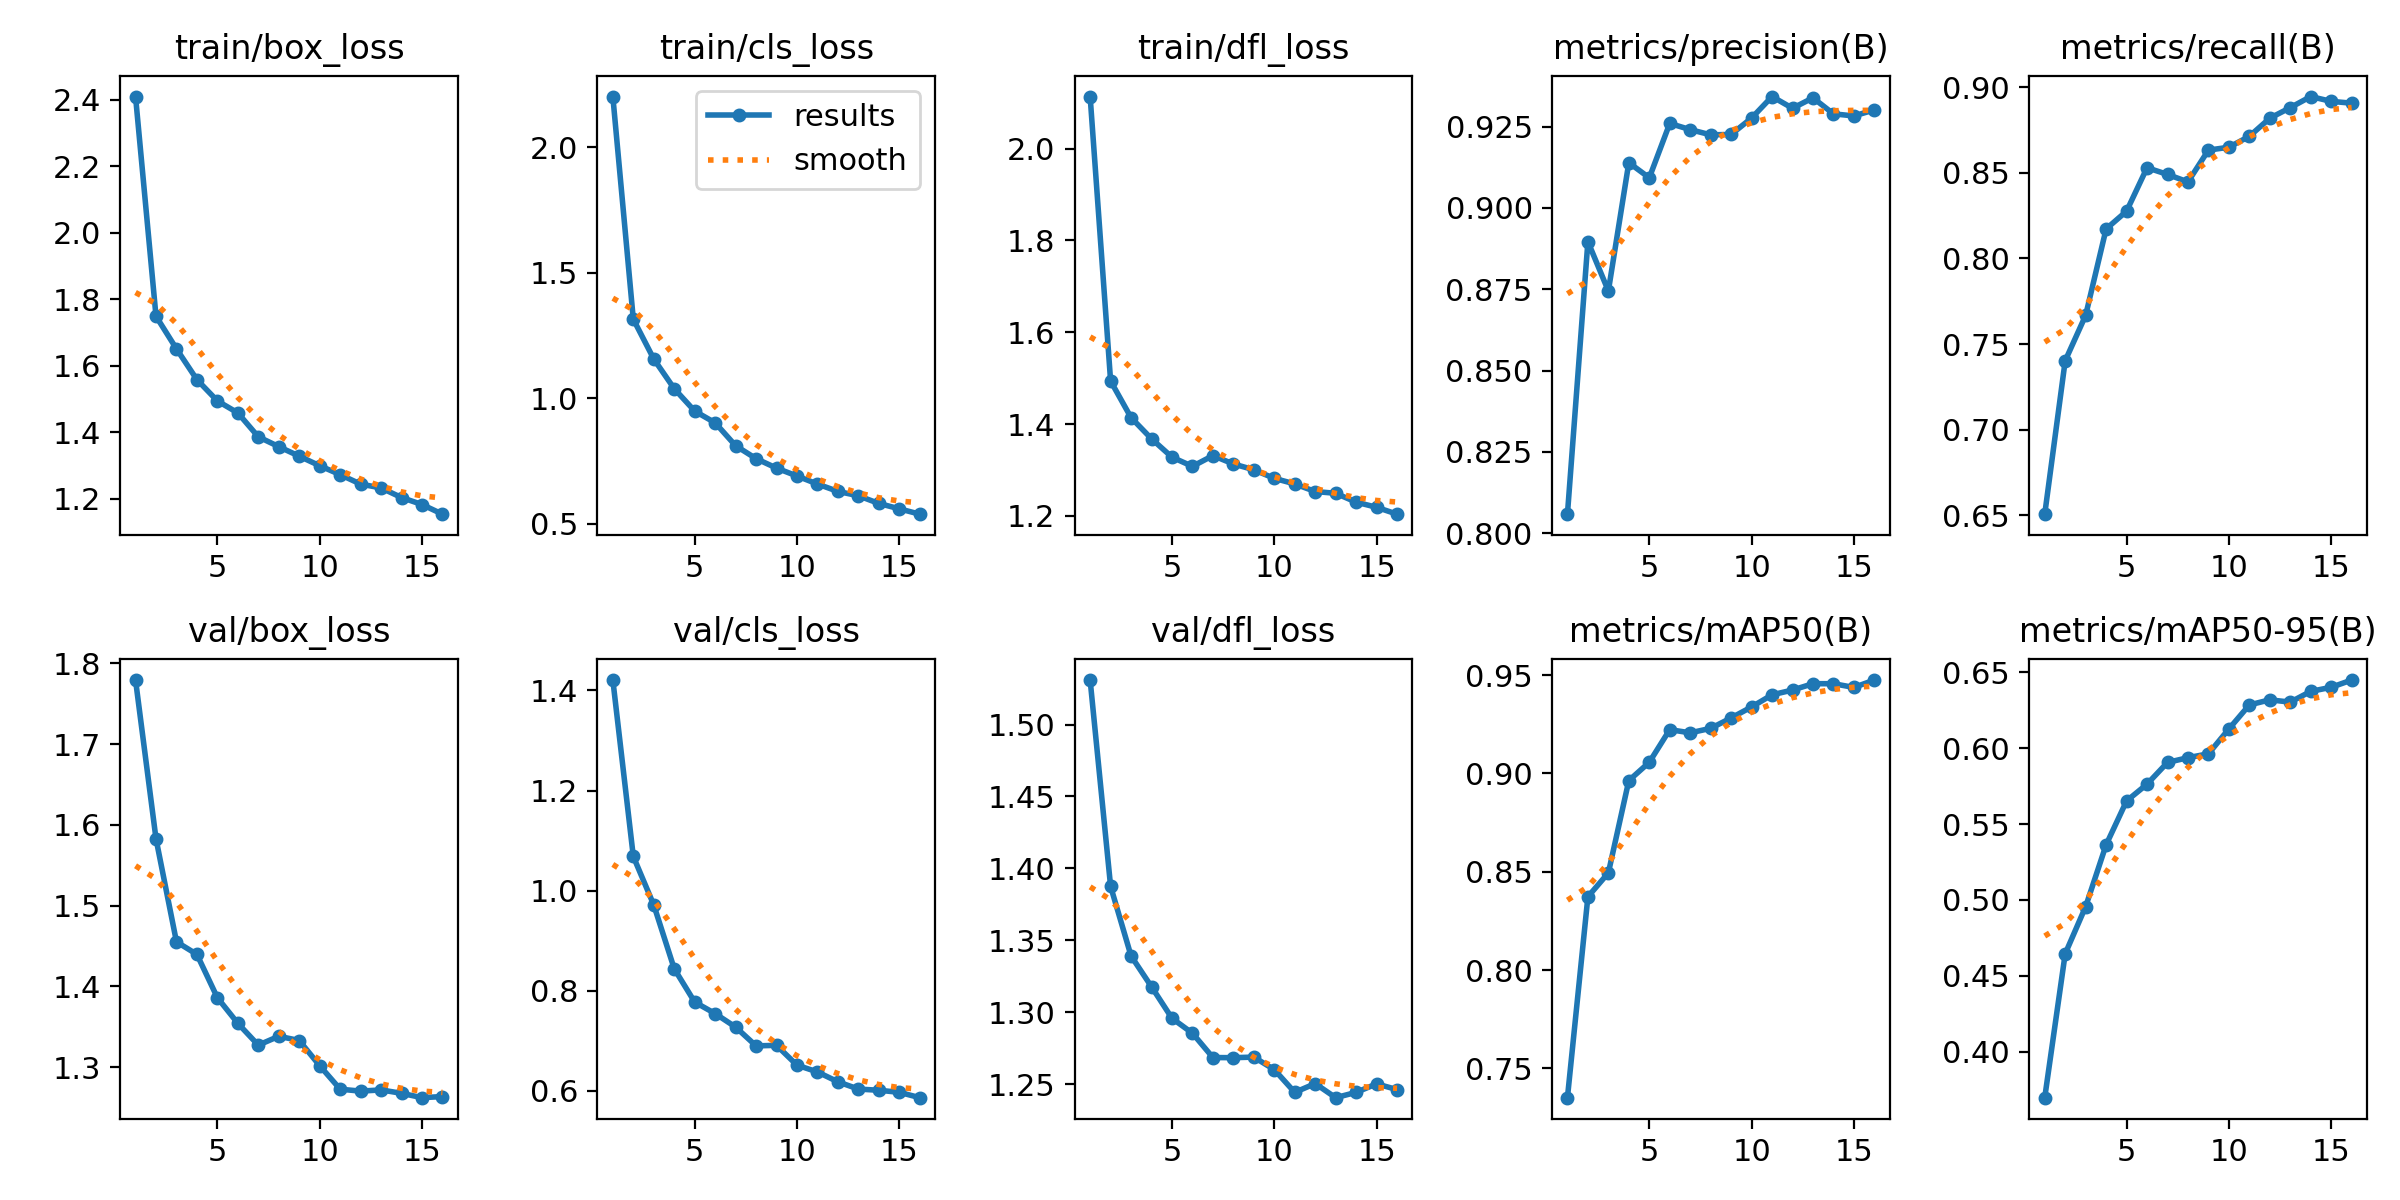 train/box_loss
2.4
2.2
2.0
1.8
1.6
1.4
1.2
5 10 15
train/cls_loss
results
smooth
2.0
1.5
1.0
0.5
5 10 15
train/dfl_loss
2.0
1.8
1.6
1.4
1.2
5 10 15
metrics/precision(B)
0.925
0.900
0.875
0.850
0.825
0.800
5 10 15
metrics/recall(B)
0.90
0.85
0.80
0.75
0.70
0.65
5 10 15
val/box_loss
1.8
1.7
1.6
1.5
1.4
1.3
5 10 15
val/cls_loss
1.4
1.2
1.0
0.8
0.6
5 10 15
val/dfl_loss
1.50
1.45
1.40
1.35
1.30
1.25
5 10 15
metrics/mAP50(B)
0.95
0.90
0.85
0.80
0.75
5 10 15
metrics/mAP50-95(B)
0.65
0.60
0.55
0.50
0.45
0.40
5 10 15